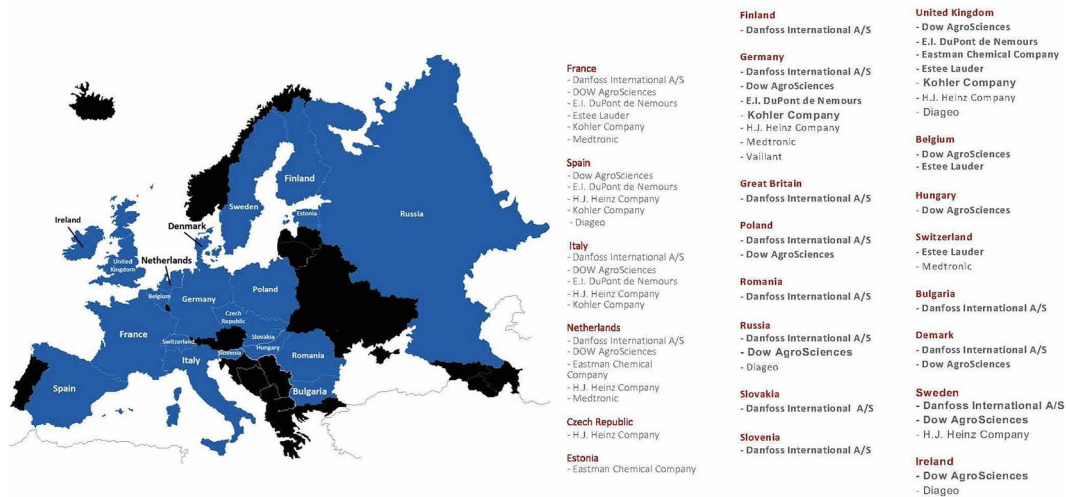 Ireland
United
Kingdom
Denmark
Netherlands
Belgium
Germany
France
Switzerland
Spain
Italy
Slovenia
Sweden
Finland
Estonia
Russia
Poland
Czech
Republic
Slovakia
Hungary
Romania
Bulgaria
France
- Danfoss International A/S
- DOW AgroSciences
- E.I. DuPont de Nemours
- Estee Lauder
- Kohler Company
- Medtronic
Spain
- Dow AgroSciences
- E.I. DuPont de Nemours
- H.J. Heinz Company
- Kohler Company
- Diageo
Italy
- Danfoss International A/S
- DOW AgroSciences
- E.I. DuPont de Nemours
- H.J. Heinz Company
- Kohler Company
Netherlands
- Danfoss International A/S
- DOW AgroSciences
- Eastman Chemical
Company
- H.J. Heinz Company
- Medtronic
Czech Republic
- H.J. Heinz Company
Estonia
- Eastman Chemical Company
Finland
- Danfoss International A/S
Germany
- Danfoss International A/S
- Dow AgroSciences
- E.I. DuPont de Nemours
- Kohler Company
- H.J. Heinz Company
- Medtronic
- Vaillant
Great Britain
- Danfoss International A/S
Poland
- Danfoss International A/S
- Dow AgroSciences
Romania
- Danfoss International A/S
Russia
- Danfoss International A/S
- Dow AgroSciences
- Diageo
Slovakia
- Danfoss International A/S
Slovenia
- Danfoss International A/S
United Kingdom
- Dow AgroSciences
- E.I. DuPont de Nemours
- Eastman Chemical Company
- Estee Lauder
- Kohler Company
- H.J. Heinz Company
- Diageo
Belgium
- Dow AgroSciences
- Estee Lauder
Hungary
- Dow AgroSciences
Switzerland
- Estee Lauder
- Medtronic
Bulgaria
- Danfoss International A/S
Demark
- Danfoss International A/S
- Dow AgroSciences
Sweden
- Danfoss International A/S
- Dow AgroSciences
- H.J. Heinz Company
Ireland
- Dow AgroSciences
- Diageo